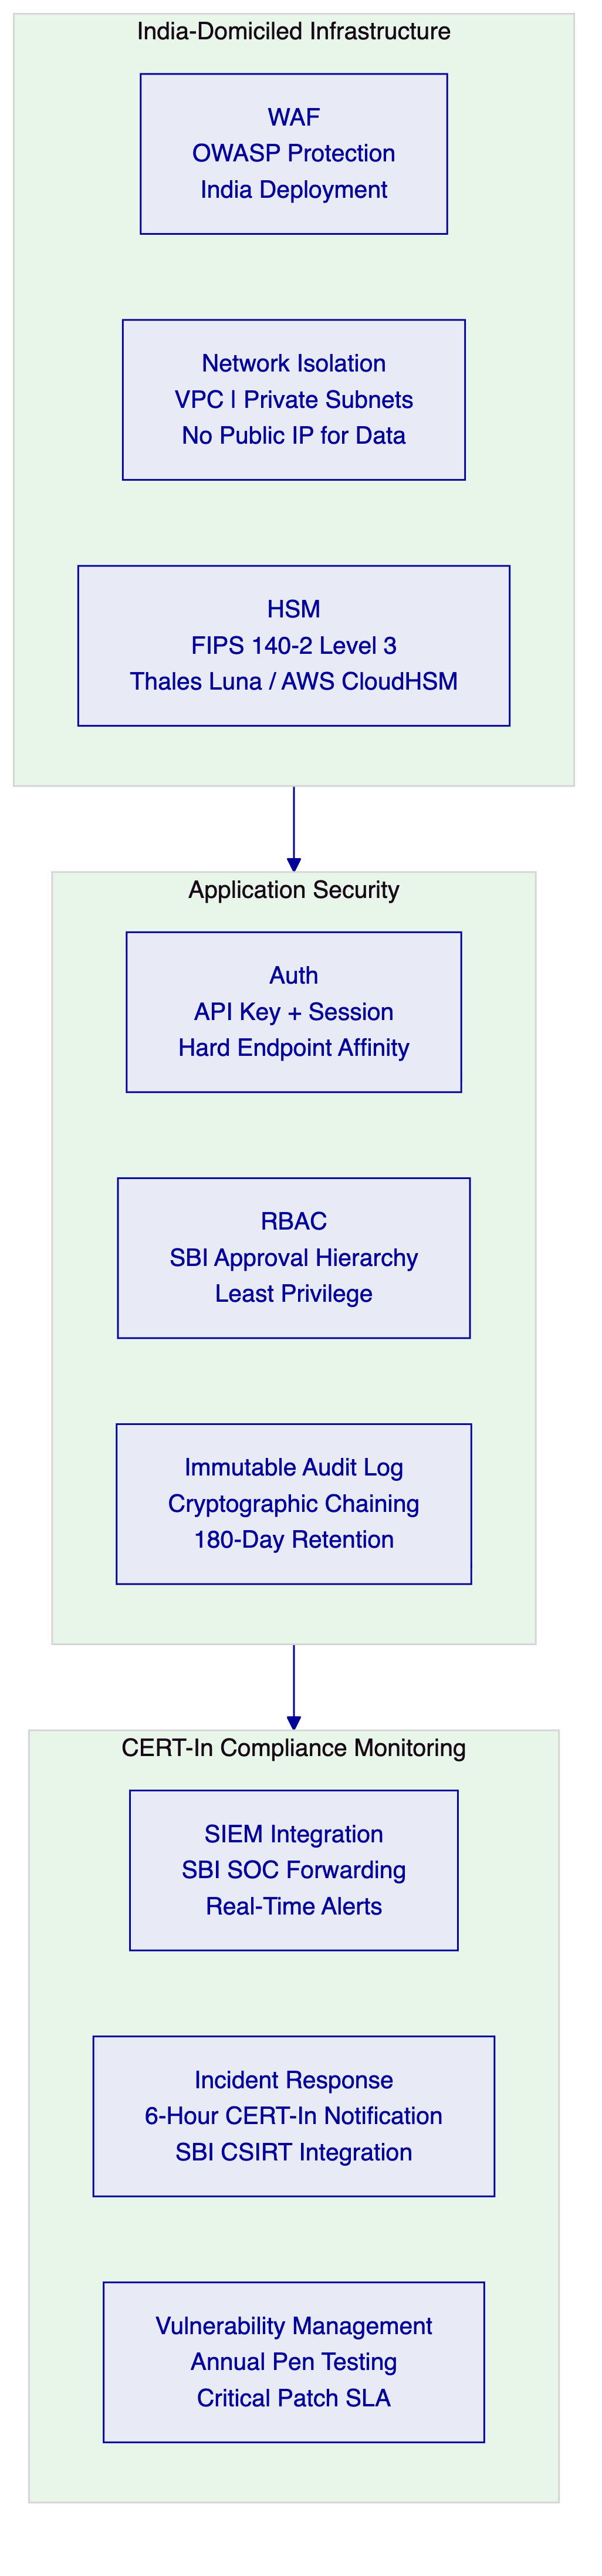 India-Domiciled Infrastructure
WAF
OWASP Protection
India Deployment
Network Isolation
VPC | Private Subnets
No Public IP for Data
HSM
FIPS 140-2 Level 3
Thales Luna / AWS CloudHSM
Application Security
Auth
API Key + Session
Hard Endpoint Affinity
RBAC
SBI Approval Hierarchy
Least Privilege
Immutable Audit Log
Cryptographic Chaining
180-Day Retention
CERT-In Compliance Monitoring
SIEM Integration
SBI SOC Forwarding
Real-Time Alerts
Incident Response
6-Hour CERT-In Notification
SBI CSIRT Integration
Vulnerability Management
Annual Pen Testing
Critical Patch SLA